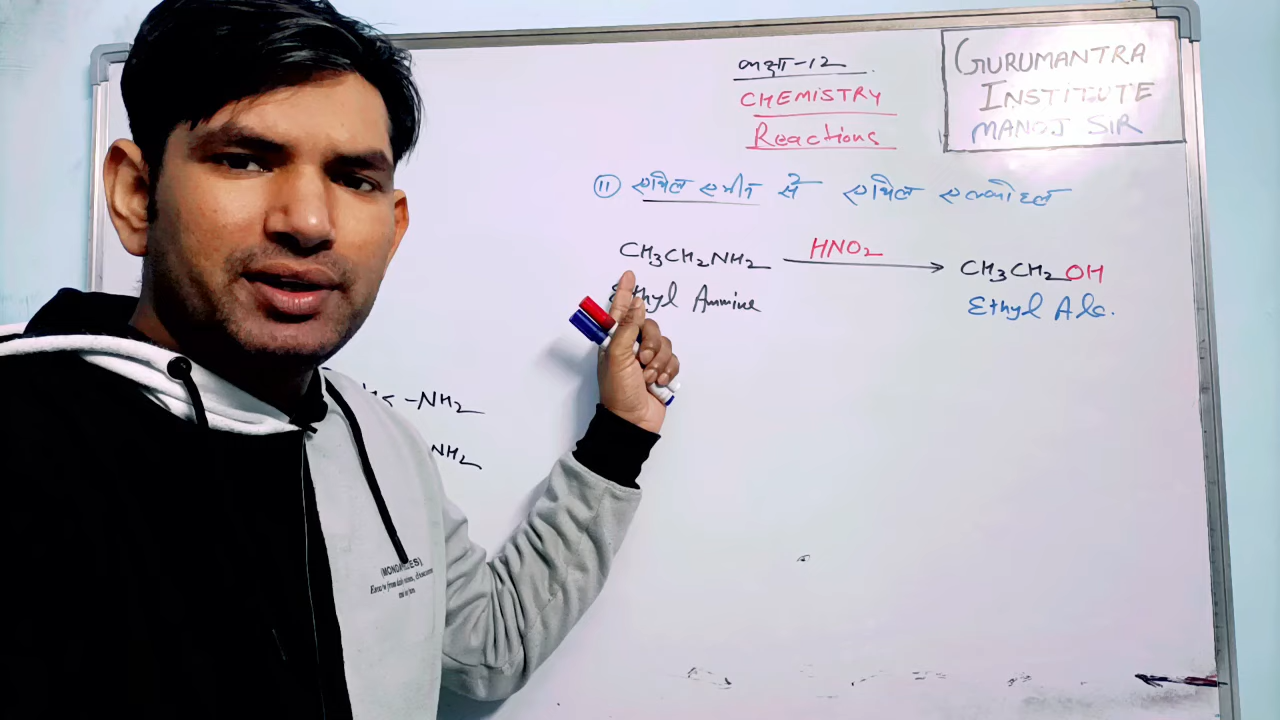 कक्षा-12
CHEMISTRY
Reactions
GURUMANTRA
INSTITUTE
MANOJ SIR
(11) एथिल एमीन से एथिल एल्कोहल
CH3CH2NH2 HNO2 CH3CH2OH
Ethyl Ammine Ethyl Alc.
-NH2
NH2